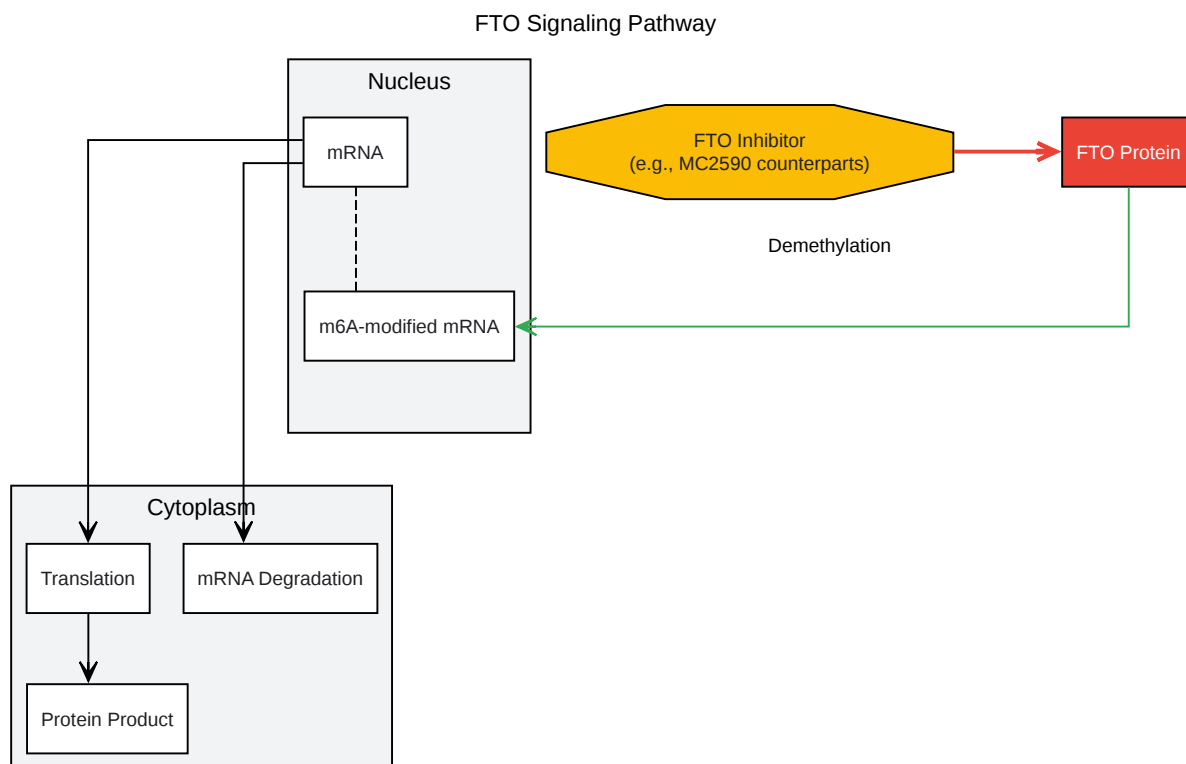 FTO Signaling Pathway
Nucleus
mRNA
FTO Inhibitor
(e.g., MC2590 counterparts)
FTO Protein
Demethylation
m6A-modified mRNA
Cytoplasm
Translation
mRNA Degradation
Protein Product